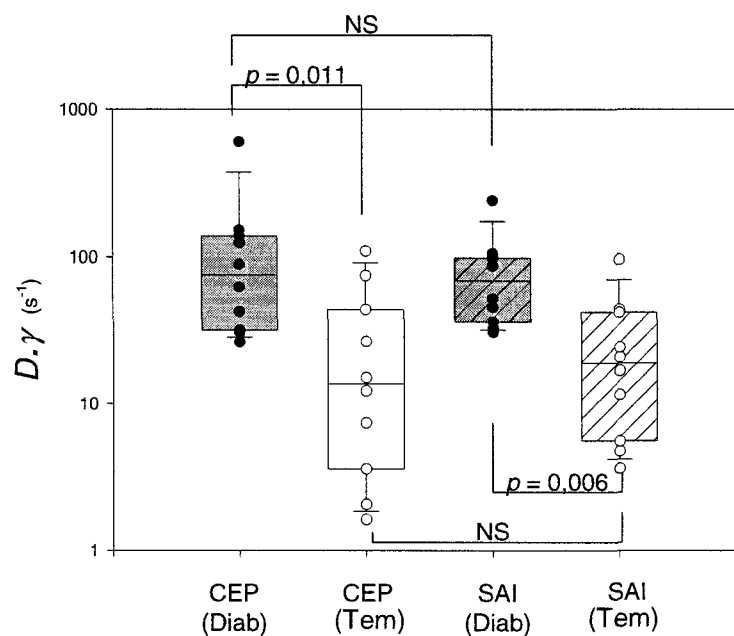 NS
p = 0,011
1000
100
10
1
D.γ (s⁻¹)
p = 0,006
NS
CEP CEP SAI SAI
(Diab) (Tem) (Diab) (Tem)